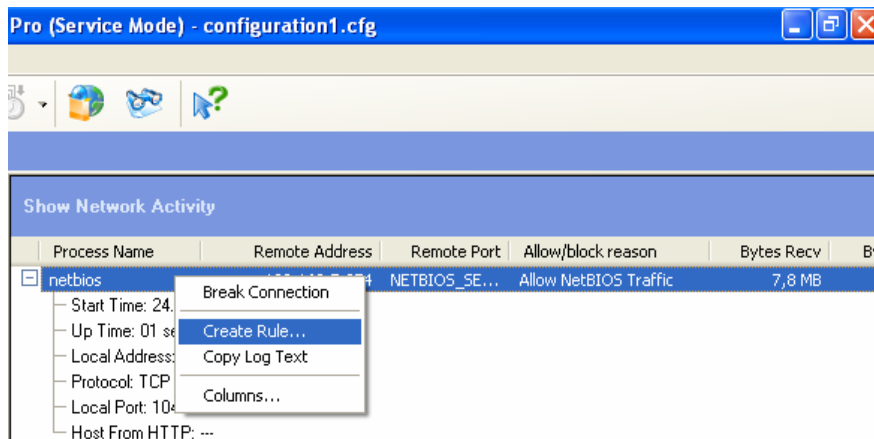 Pro (Service Mode) - configuration1.cfg
Show Network Activity
Process Name Remote Address Remote Port Allow/block reason Bytes Recv B
netbios NETBIOS_SE... Allow NetBIOS Traffic 7,8 MB
Break Connection
Start Time: 24.
Up Time: 01 se
Create Rule...
Local Address:
Copy Log Text
Protocol: TCP
Columns...
Local Port: 104
Host From HTTP: ---